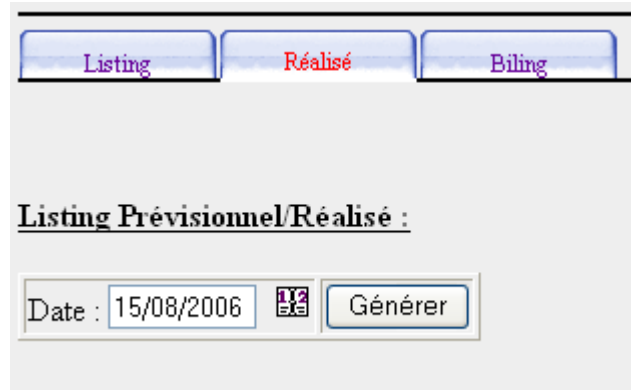 Listing Réalisé Biling
Listing Prévisionnel/Réalisé :
Date : 15/08/2006 Générer